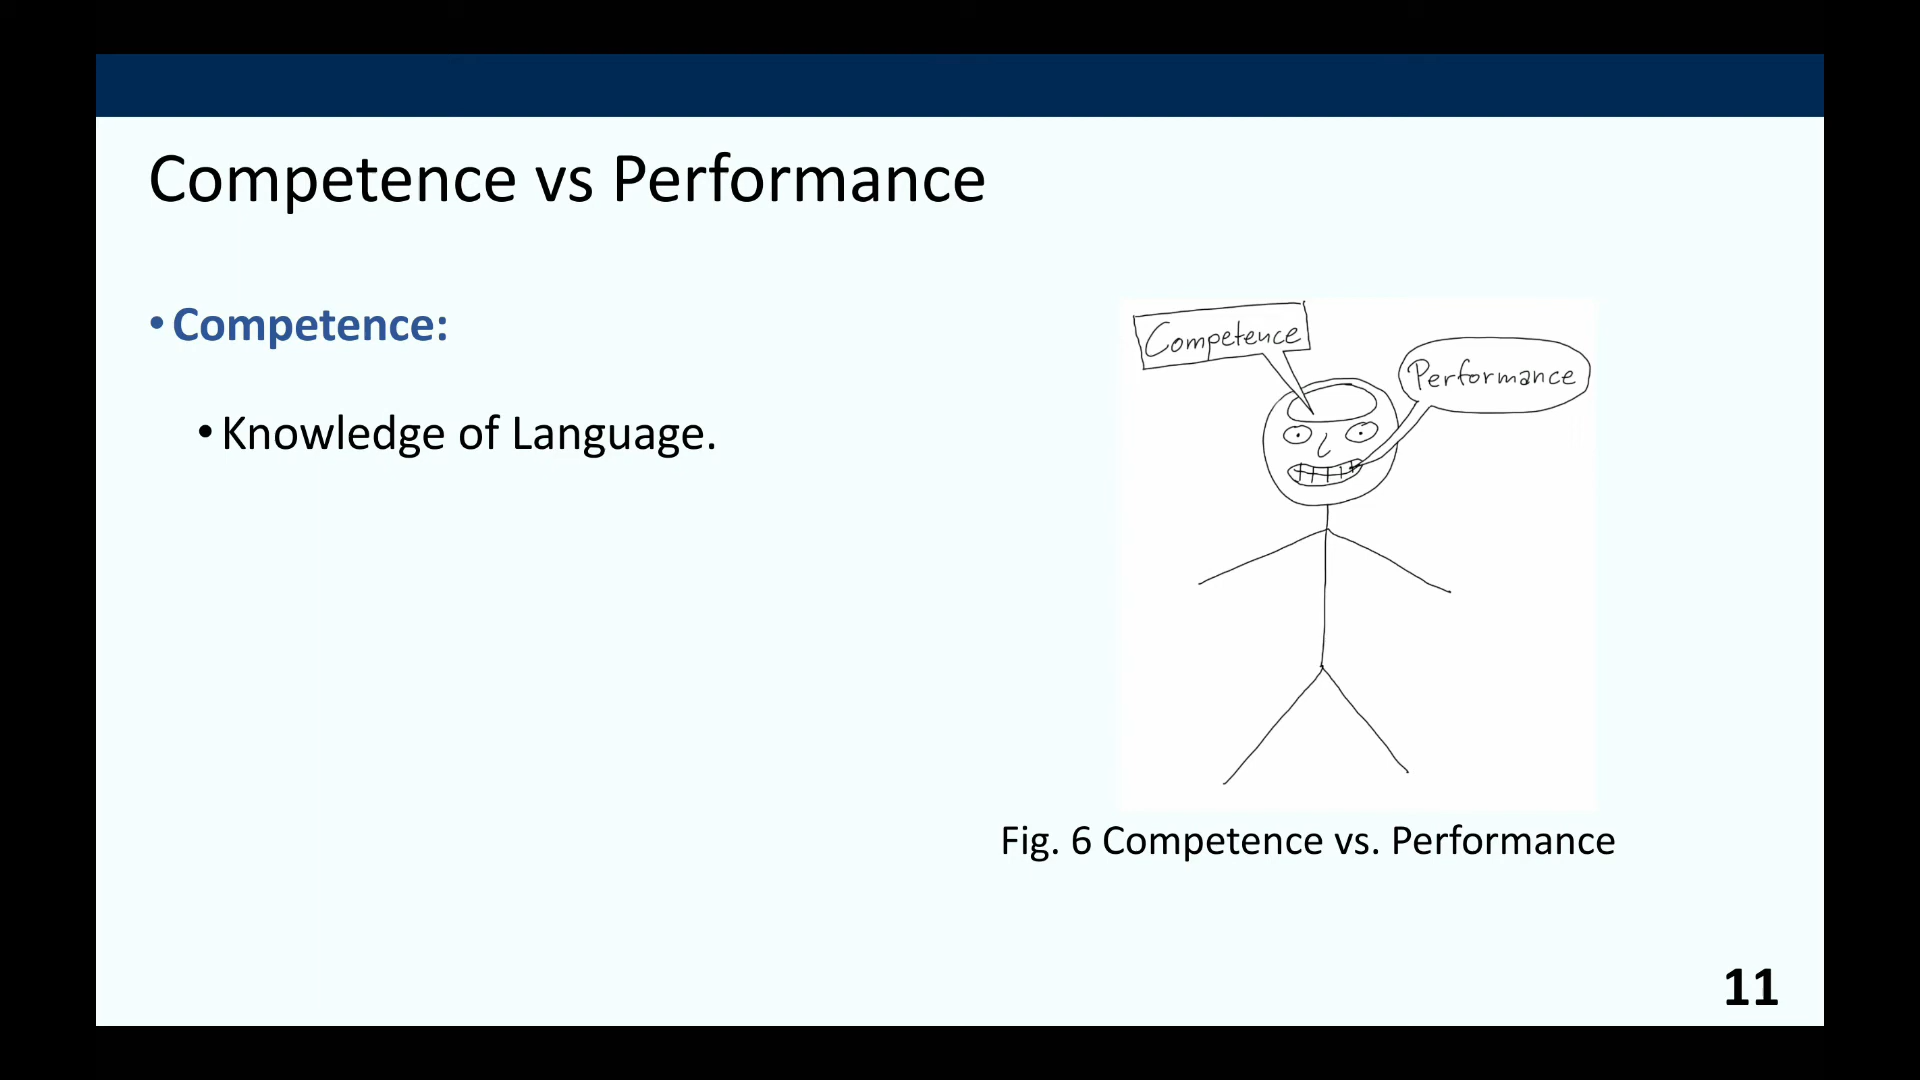 Competence vs Performance
• Competence:
• Knowledge of Language.
Competence
Performance
Fig. 6 Competence vs. Performance
11